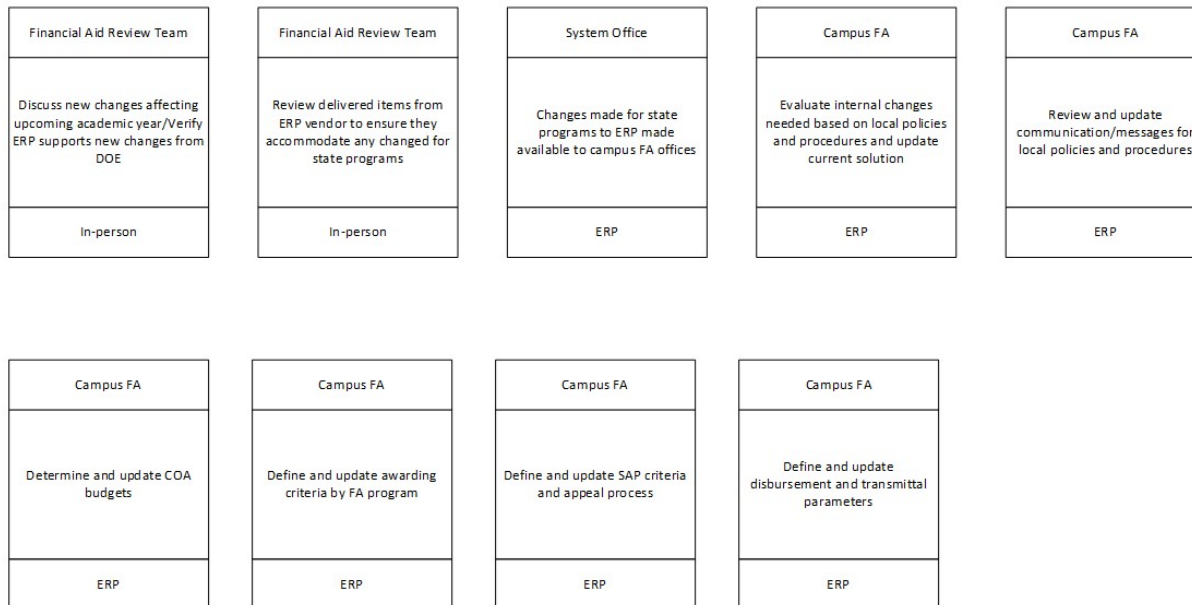 Financial Aid Review Team
Discuss new changes affecting
upcoming academic year/Verify
ERP supports new changes from
DOE
In-person
Financial Aid Review Team
Review delivered items from
ERP vendor to ensure they
accommodate any changed for
state programs
In-person
System Office
Changes made for state
programs to ERP made
available to campus FA offices
ERP
Campus FA
Evaluate internal changes
needed based on local policies
and procedures and update
current solution
ERP
Campus FA
Review and update
communication/messages for
local policies and procedures
ERP
Campus FA
Determine and update COA
budgets
ERP
Campus FA
Define and update awarding
criteria by FA program
ERP
Campus FA
Define and update SAP criteria
and appeal process
ERP
Campus FA
Define and update
disbursement and transmittal
parameters
ERP